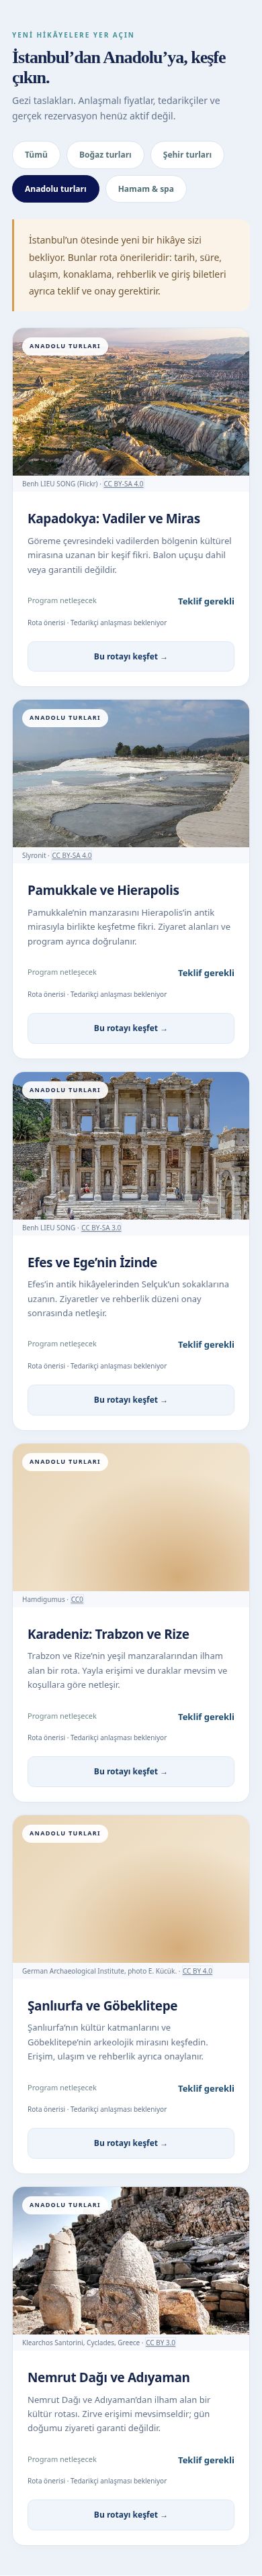 YENİ HİKÂYELERE YER AÇIN
İstanbul’dan Anadolu’ya, keşfe
çıkın.
Gezi taslakları. Anlaşmalı fiyatlar, tedarikçiler ve
gerçek rezervasyon henüz aktif değil.
Tümü
Boğaz turları
Şehir turları
Anadolu turları
Hamam & spa
İstanbul’un ötesinde yeni bir hikâye sizi
bekliyor. Bunlar rota önerileridir: tarih, süre,
ulaşım, konaklama, rehberlik ve giriş biletleri
ayrıca teklif ve onay gerektirir.
ANADOLU TURLARI
Benh LIEU SONG (Flickr) · CC BY-SA 4.0
Kapadokya: Vadiler ve Miras
Göreme çevresindeki vadilerden bölgenin kültürel
mirasına uzanan bir keşif fikri. Balon uçuşu dahil
veya garantili değildir.
Program netleşecek
Teklif gerekli
Rota önerisi · Tedarikçi anlaşması bekleniyor
Bu rotayı keşfet →
ANADOLU TURLARI
Slyronit · CC BY-SA 4.0
Pamukkale ve Hierapolis
Pamukkale’nin manzarasını Hierapolis’in antik
mirasıyla birlikte keşfetme fikri. Ziyaret alanları ve
program ayrıca doğrulanır.
Program netleşecek
Teklif gerekli
Rota önerisi · Tedarikçi anlaşması bekleniyor
Bu rotayı keşfet →
ANADOLU TURLARI
Benh LIEU SONG · CC BY-SA 3.0
Efes ve Ege’nin İzinde
Efes’in antik hikâyelerinden Selçuk’un sokaklarına
uzanın. Ziyaretler ve rehberlik düzeni onay
sonrasında netleşir.
Program netleşecek
Teklif gerekli
Rota önerisi · Tedarikçi anlaşması bekleniyor
Bu rotayı keşfet →
ANADOLU TURLARI
Hamdigumus · CC0
Karadeniz: Trabzon ve Rize
Trabzon ve Rize’nin yeşil manzaralarından ilham
alan bir rota. Yayla erişimi ve duraklar mevsim ve
koşullara göre netleşir.
Program netleşecek
Teklif gerekli
Rota önerisi · Tedarikçi anlaşması bekleniyor
Bu rotayı keşfet →
ANADOLU TURLARI
German Archaeological Institute, photo E. Kücük. · CC BY 4.0
Şanlıurfa ve Göbeklitepe
Şanlıurfa’nın kültür katmanlarını ve
Göbeklitepe’nin arkeolojik mirasını keşfedin.
Erişim, ulaşım ve rehberlik ayrıca onaylanır.
Program netleşecek
Teklif gerekli
Rota önerisi · Tedarikçi anlaşması bekleniyor
Bu rotayı keşfet →
ANADOLU TURLARI
Klearchos Santorini, Cyclades, Greece · CC BY 3.0
Nemrut Dağı ve Adıyaman
Nemrut Dağı ve Adıyaman’dan ilham alan bir
kültür rotası. Zirve erişimi mevsimseldir; gün
doğumu ziyareti garanti değildir.
Program netleşecek
Teklif gerekli
Rota önerisi · Tedarikçi anlaşması bekleniyor
Bu rotayı keşfet →